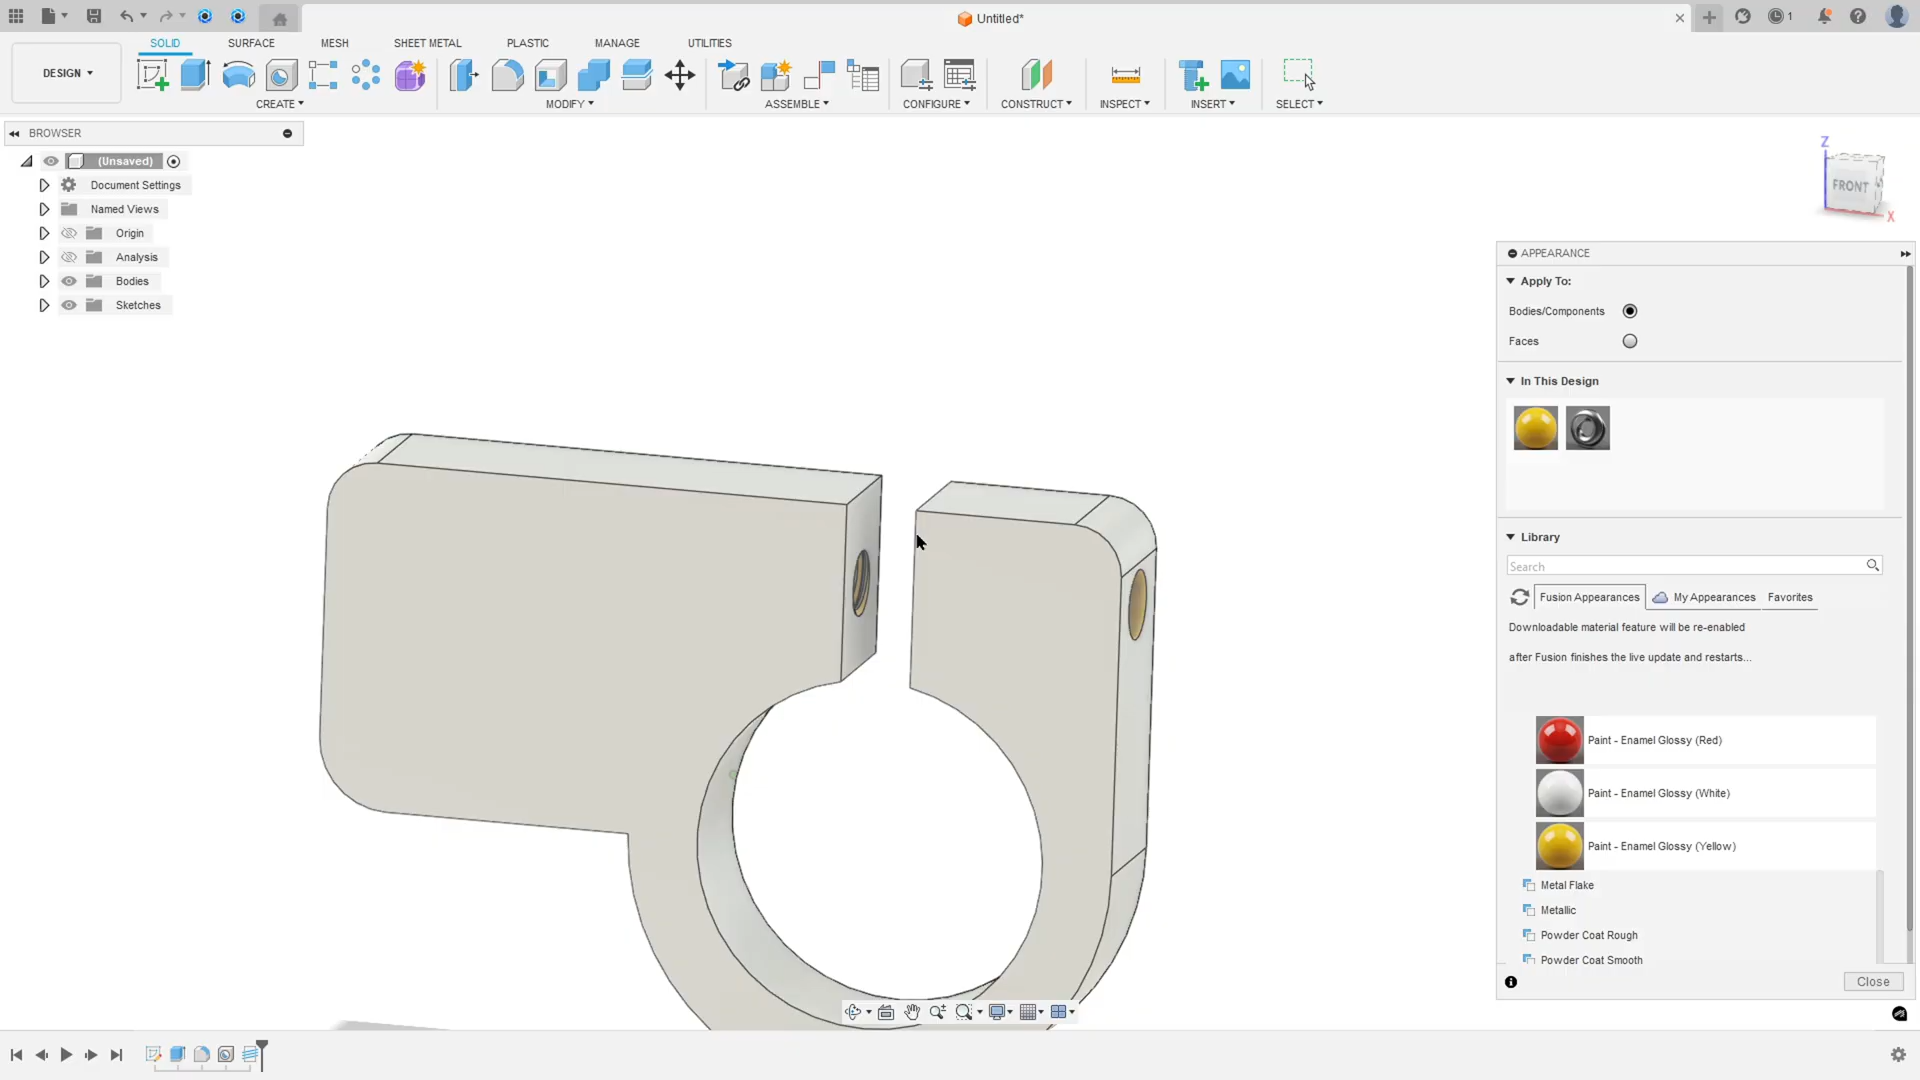 Untitled*
1
DESIGN
SOLID
SURFACE
MESH
SHEET METAL
PLASTIC
MANAGE
UTILITIES
CREATE
MODIFY
ASSEMBLE
CONFIGURE
CONSTRUCT
INSPECT
INSERT
SELECT
BROWSER
(Unsaved)
Document Settings
Named Views
Origin
Analysis
Bodies
Sketches
Z
FRONT
X
APPEARANCE
Apply To:
Bodies/Components
Faces
In This Design
Library
Search
Fusion Appearances
My Appearances
Favorites
Downloadable material feature will be re-enabled
after Fusion finishes the live update and restarts...
Paint - Enamel Glossy (Red)
Paint - Enamel Glossy (White)
Paint - Enamel Glossy (Yellow)
Metal Flake
Metallic
Powder Coat Rough
Powder Coat Smooth
Close